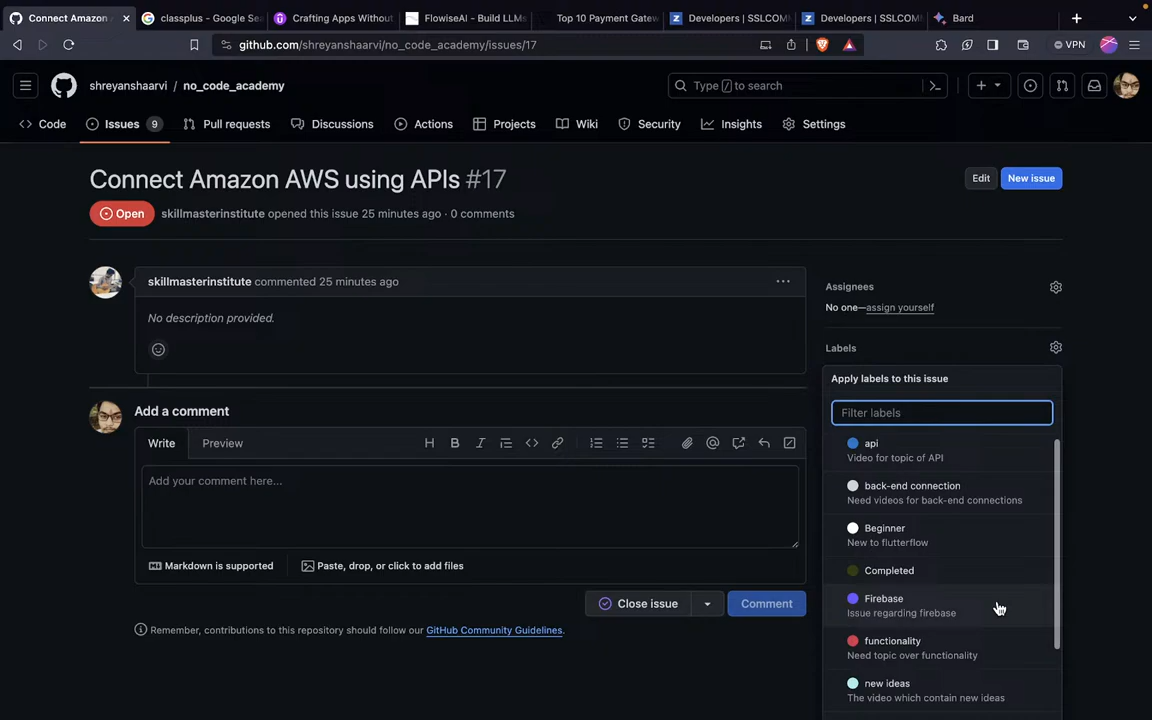 Connect Amazon
classplus - Google Sea
Crafting Apps Without
FlowiseAI - Build LLMs
Top 10 Payment Gatew
Developers | SSLCOM
Developers | SSLCOM
Bard
github.com/shreyanshaarvi/no_code_academy/issues/17
VPN
shreyanshaarvi / no_code_academy
Type / to search
Code
Issues 9
Pull requests
Discussions
Actions
Projects
Wiki
Security
Insights
Settings
Connect Amazon AWS using APIs #17
Edit
New issue
Open
skillmasterinstitute opened this issue 25 minutes ago · 0 comments
skillmasterinstitute commented 25 minutes ago
No description provided.
Assignees
No one—assign yourself
Labels
Apply labels to this issue
Filter labels
api
Video for topic of API
back-end connection
Need videos for back-end connections
Beginner
New to flutterflow
Completed
Firebase
Issue regarding firebase
functionality
Need topic over functionality
new ideas
The video which contain new ideas
Add a comment
Write
Preview
Add your comment here...
Markdown is supported
Paste, drop, or click to add files
Close issue
Comment
Remember, contributions to this repository should follow our GitHub Community Guidelines.